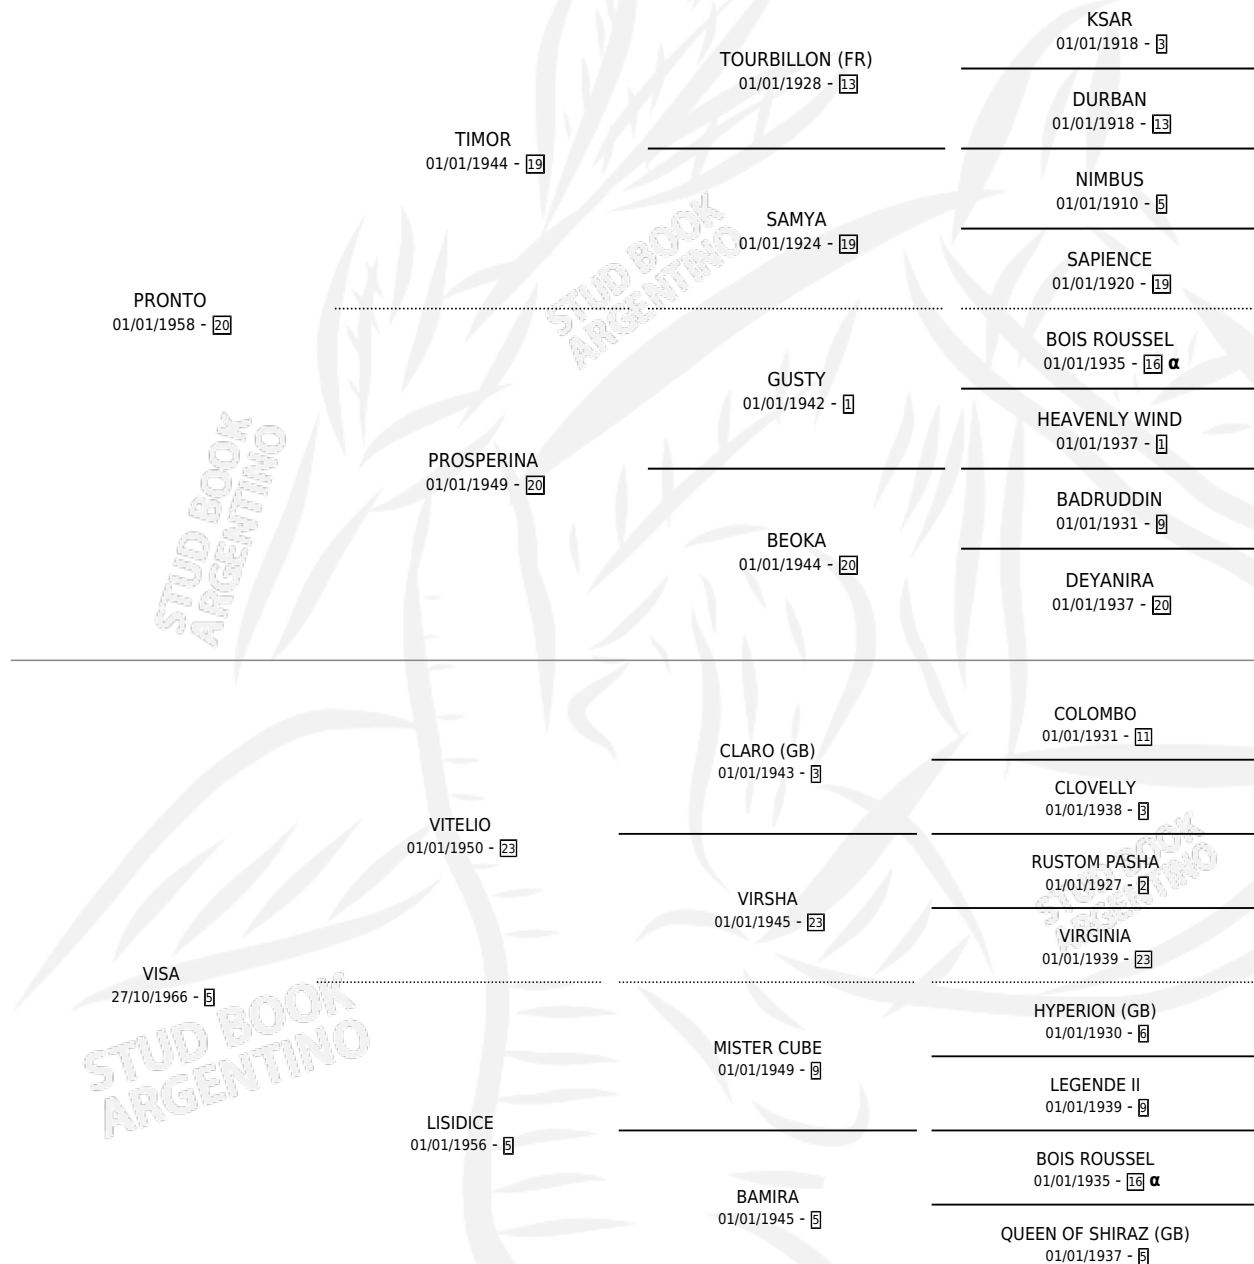 KSAR
01/01/1918 - 3
TOURBILLON (FR)
01/01/1928 - 13
DURBAN
01/01/1918 - 13
TIMOR
01/01/1944 - 19
NIMBUS
01/01/1910 - 5
SAMYA
01/01/1924 - 19
SAPIENCE
01/01/1920 - 19
STUD BOOK
ARGENTINO
PRONTO
01/01/1958 - 20
BOIS ROUSSEL
01/01/1935 - 16 α
GUSTY
01/01/1942 - 1
HEAVENLY WIND
01/01/1937 - 1
PROSPERINA
01/01/1949 - 20
BADRUDDIN
01/01/1931 - 9
BEOKA
01/01/1944 - 20
DEYANIRA
01/01/1937 - 20
STUD BOOK
ARGENTINO
COLOMBO
01/01/1931 - 11
CLARO (GB)
01/01/1943 - 3
CLOVELLY
01/01/1938 - 3
VITELIO
01/01/1950 - 23
RUSTOM PASHA
01/01/1927 - 2
VIRSHA
01/01/1945 - 23
VIRGINIA
01/01/1939 - 23
STUD BOOK
ARGENTINO
VISA
27/10/1966 - 5
HYPERION (GB)
01/01/1930 - 6
MISTER CUBE
01/01/1949 - 9
LEGENDE II
01/01/1939 - 9
STUD BOOK
ARGENTINO
LISIDICE
01/01/1956 - 5
BOIS ROUSSEL
01/01/1935 - 16 α
BAMIRA
01/01/1945 - 5
QUEEN OF SHIRAZ (GB)
01/01/1937 - 5